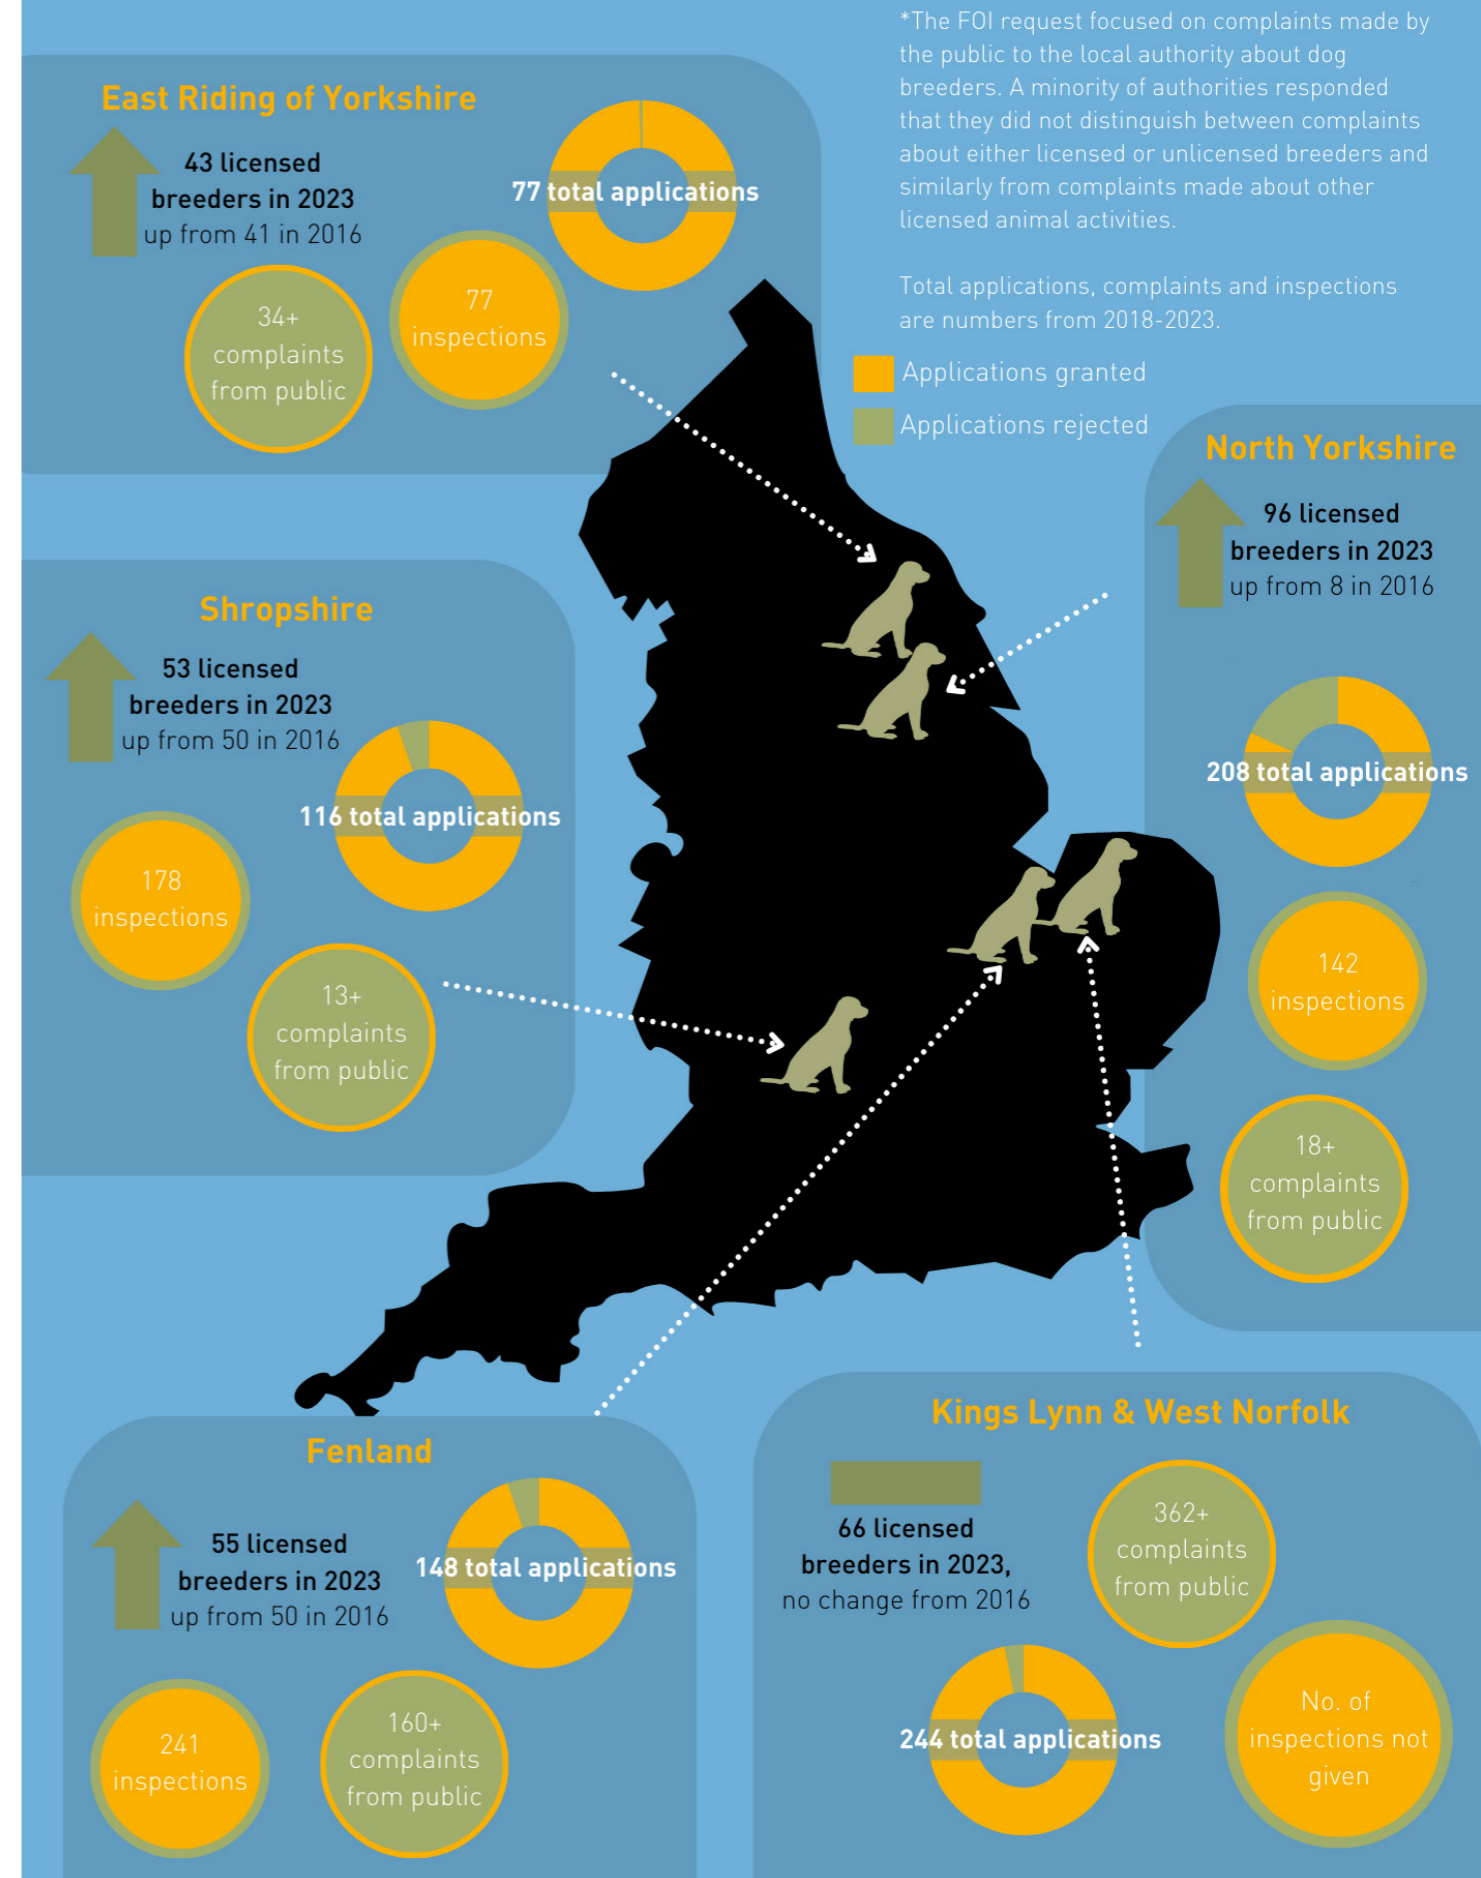 *The FOI request focused on complaints made by
the public to the local authority about dog
breeders. A minority of authorities responded
that they did not distinguish between complaints
about either licensed or unlicensed breeders and
similarly from complaints made about other
licensed animal activities.
Total applications, complaints and inspections
are numbers from 2018-2023.
Applications granted
Applications rejected
East Riding of Yorkshire
43 licensed
breeders in 2023
up from 41 in 2016
77 total applications
34+
complaints
from public
77
inspections
North Yorkshire
96 licensed
breeders in 2023
up from 8 in 2016
208 total applications
142
inspections
18+
complaints
from public
Shropshire
53 licensed
breeders in 2023
up from 50 in 2016
116 total applications
178
inspections
13+
complaints
from public
Fenland
55 licensed
breeders in 2023
up from 50 in 2016
148 total applications
241
inspections
160+
complaints
from public
Kings Lynn & West Norfolk
66 licensed
breeders in 2023,
no change from 2016
362+
complaints
from public
244 total applications
No. of
inspections not
given